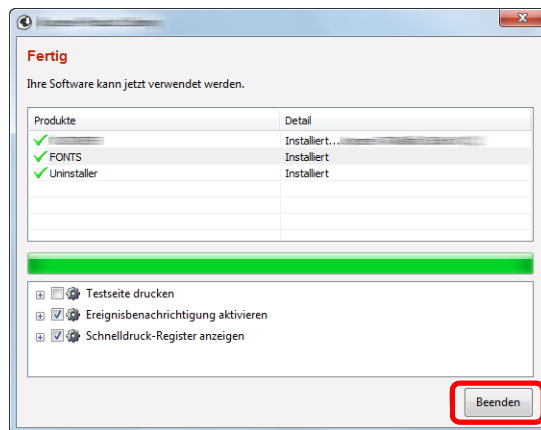 Fertig
Ihre Software kann jetzt verwendet werden.
Produkte Detail
Installiert...
FONTS Installiert
Uninstaller Installiert
Testseite drucken
Ereignisbenachrichtigung aktivieren
Schnelldruck-Register anzeigen
Beenden